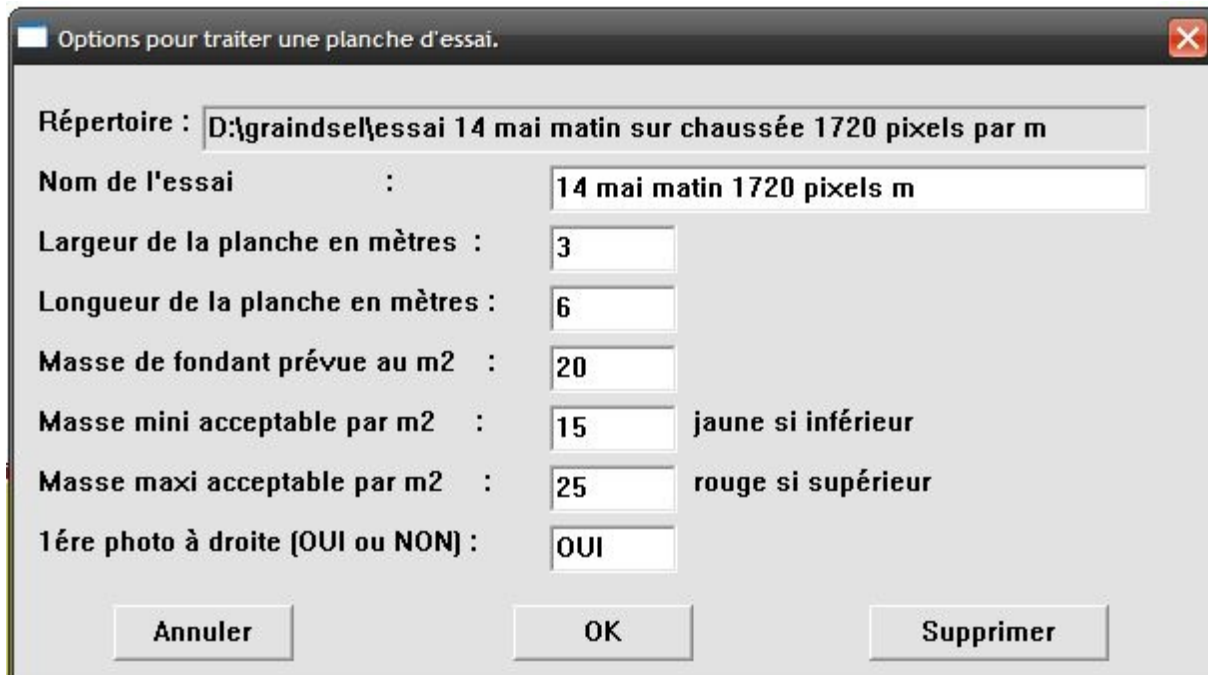 Options pour traiter une planche d'essai.
Répertoire : D:\graindsel\essai 14 mai matin sur chaussée 1720 pixels par m
Nom de l'essai : 14 mai matin 1720 pixels m
Largeur de la planche en mètres : 3
Longueur de la planche en mètres : 6
Masse de fondant prévue au m2 : 20
Masse mini acceptable par m2 : 15 jaune si inférieur
Masse maxi acceptable par m2 : 25 rouge si supérieur
1ére photo à droite (OUI ou NON) : OUI
Annuler OK Supprimer